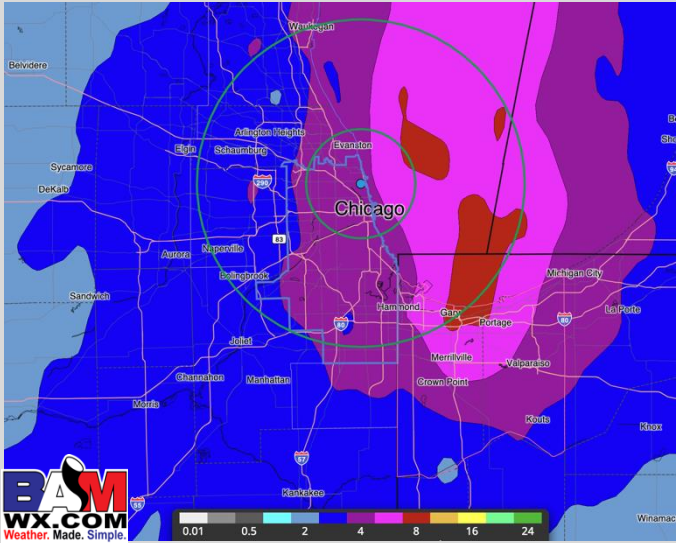 Waukegan
Belvidere
Arlington Heights
Elgin
Schaumburg
Evanston
Sycamore
DeKalb
290
Chicago
83
Naperville
Aurora
Bolingbrook
Michigan City
Sandwich
Hammond
Gary
La Porte
80
Portage
80
Joliet
Merrillville
Valparaiso
Channahon
Manhattan
Crown Point
Morris
Kouts
Knox
57
Kankakee
55
Winamac
BAM
WX.COM
Weather. Made. Simple.
0.01 0.5 2 4 8 16 24